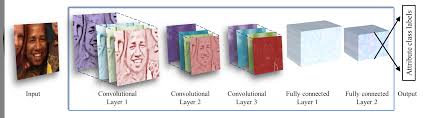 Attribute class labels
Input
Convolutional
Layer 1
Convolutional
Layer 2
Convolutional
Layer 3
Fully connected
Layer 1
Fully connected
Layer 2
Output